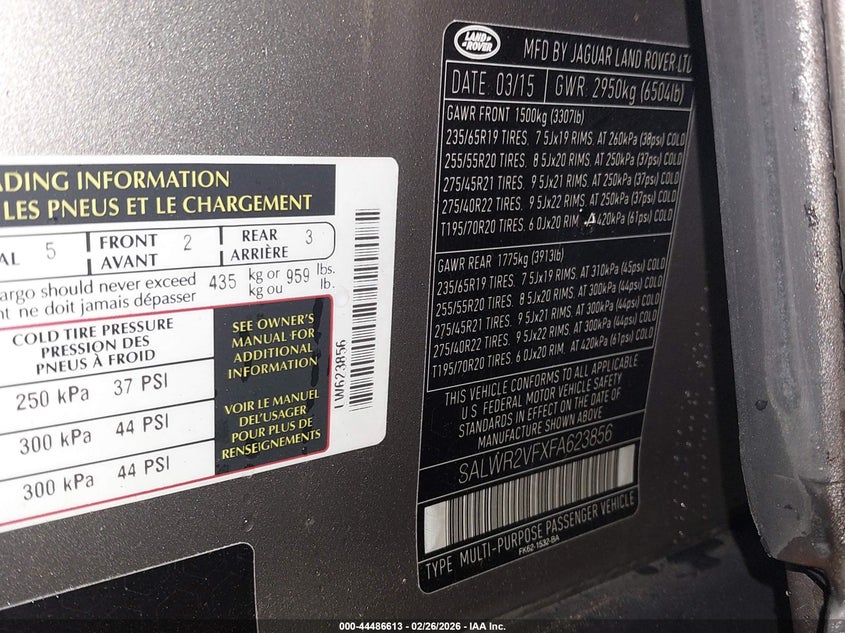 ADING INFORMATION
LES PNEUS ET LE CHARGEMENT
AL 5 FRONT AVANT 2 REAR ARRIÈRE 3
argo should never exceed 435 kg or 959 lbs.
nt ne doit jamais dépasser kg ou lb.
COLD TIRE PRESSURE
PRESSION DES
PNEUS À FROID
250 kPa 37 PSI
300 kPa 44 PSI
300 kPa 44 PSI
SEE OWNER'S
MANUAL FOR
ADDITIONAL
INFORMATION
VOIR LE MANUEL
DEL'USAGER
POUR PLUS DE
RENSEIGNEMENTS
LW623856
LAND ROVER
MFD BY JAGUAR LAND ROVER LTD
DATE: 03/15 GWR: 2950kg (6504lb)
GAWR FRONT 1500kg (3307lb)
235/65R19 TIRES. 7 5Jx19 RIMS. AT 260kPa (38psi) COLD
255/55R20 TIRES. 8 5Jx20 RIMS. AT 250kPa (37psi) COLD
275/45R21 TIRES. 9 5Jx21 RIMS. AT 250kPa (37psi) COLD
275/40R22 TIRES. 9 5Jx22 RIMS. AT 250kPa (37psi) COLD
T195/70R20 TIRES. 6 0Jx20 RIM. A 420kPa (61psi) COLD
GAWR REAR 1775kg (3913lb)
235/65R19 TIRES. 7 5Jx19 RIMS. AT 310kPa (45psi) COLD
255/55R20 TIRES. 8 5Jx20 RIMS. AT 300kPa (44psi) COLD
275/45R21 TIRES. 9 5Jx21 RIMS. AT 300kPa (44psi) COLD
275/40R22 TIRES. 9 5Jx22 RIMS. AT 300kPa (44psi) COLD
T195/70R20 TIRES. 6 0Jx20 RIM. AT 420kPa (61psi) COLD
THIS VEHICLE CONFORMS TO ALL APPLICABLE
U.S. FEDERAL MOTOR VEHICLE SAFETY
STANDARDS IN EFFECT ON THE DATE OF
MANUFACTURE SHOWN ABOVE
SALWR2VFXFA623856
TYPE MULTI-PURPOSE PASSENGER VEHICLE
FK62-1532-BA
000-44486613 - 02/26/2026 - IAA Inc.